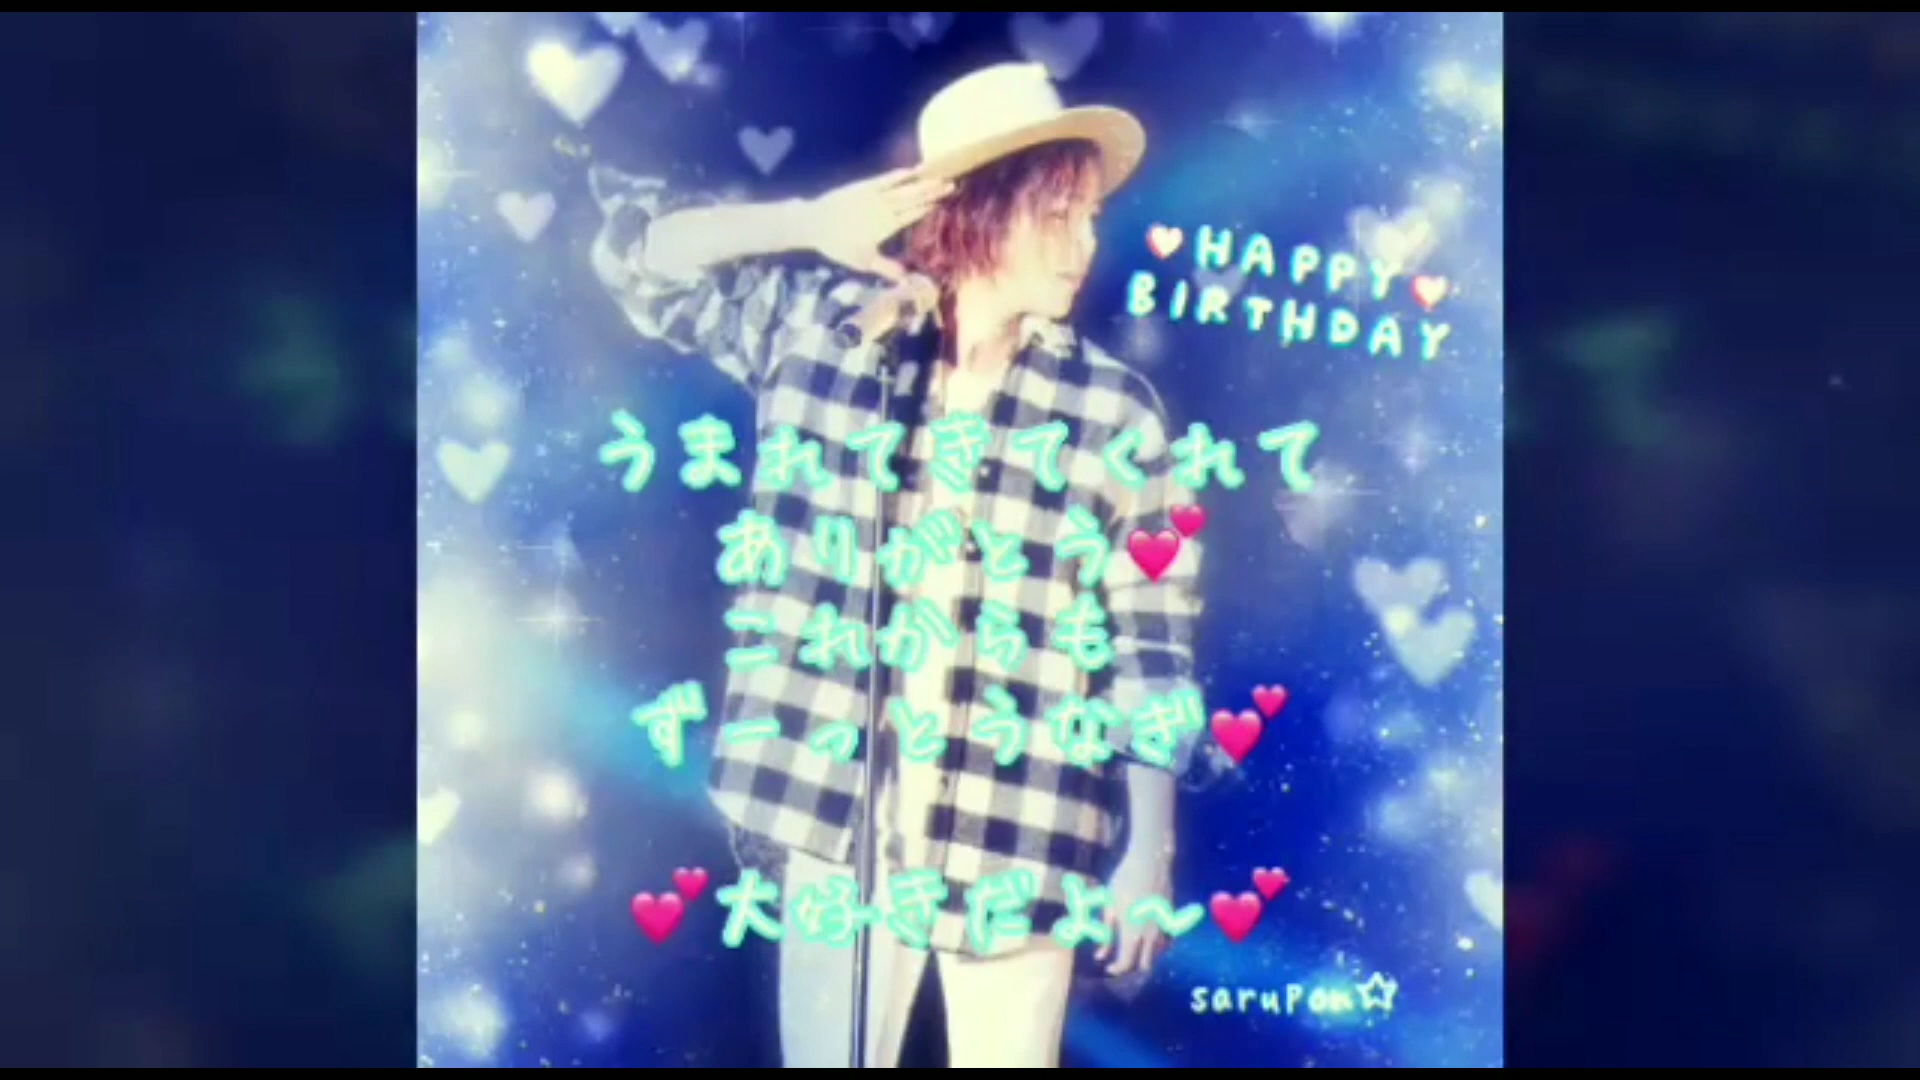 HAPPY
BIRTHDAY
うまれてきてくれて
ありがとう💕
これからも
ずーっとうなぎ💕
💕大好きだよ〜💕
saruPon☆